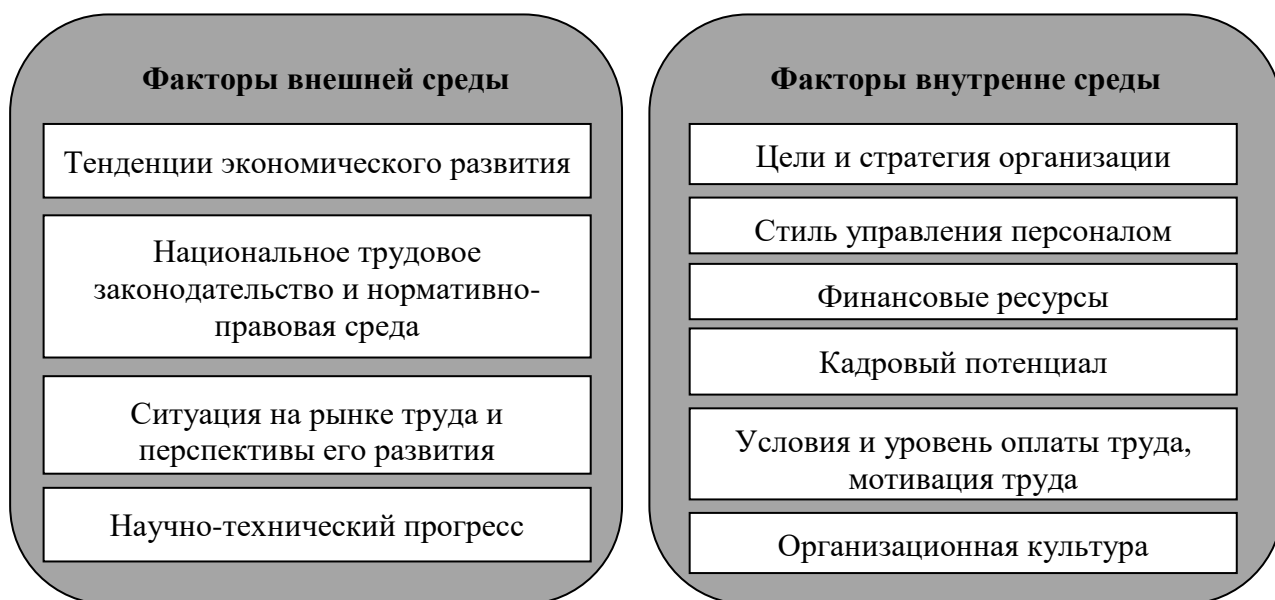 Факторы внешней среды
Тенденции экономического развития
Национальное трудовое
законодательство и нормативно-
правовая среда
Ситуация на рынке труда и
перспективы его развития
Научно-технический прогресс
Факторы внутренне среды
Цели и стратегия организации
Стиль управления персоналом
Финансовые ресурсы
Кадровый потенциал
Условия и уровень оплаты труда,
мотивация труда
Организационная культура